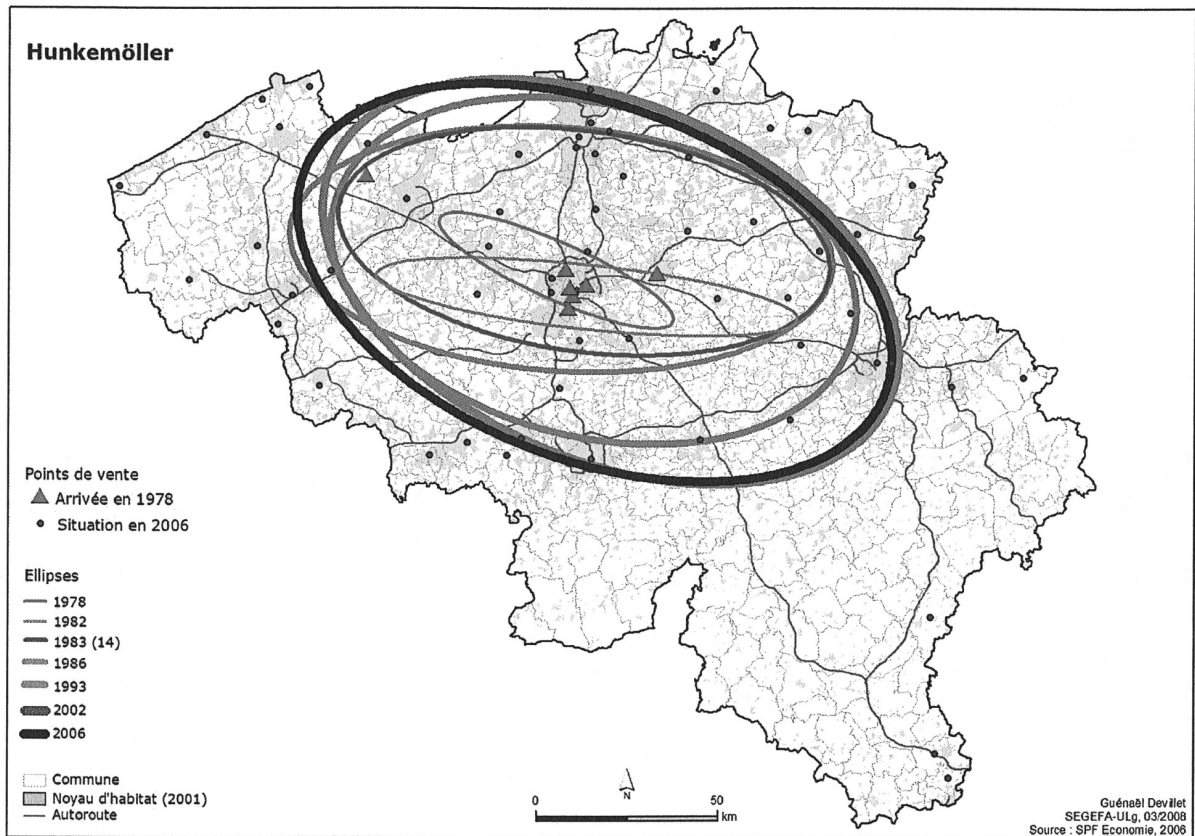 Hunkemöller
Points de vente
Arrivée en 1978
Situation en 2006
Ellipses
1978
1982
1983 (14)
1986
1993
2002
2006
Commune
Noyau d'habitat (2001)
Autoroute
N
0 50
km
Guénaël Devillet
SEGEFA-ULg, 03/2008
Source : SPF Economie, 2008